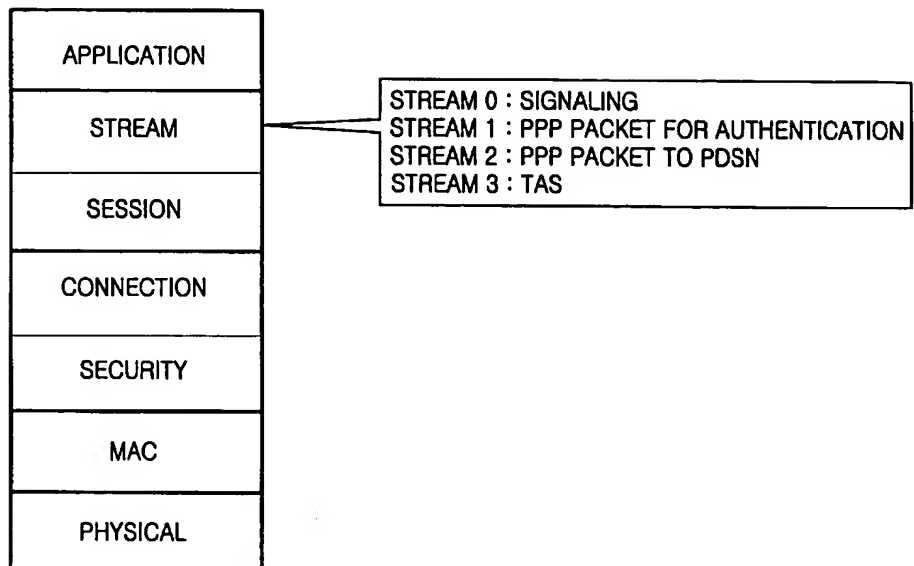 APPLICATION
STREAM
SESSION
CONNECTION
SECURITY
MAC
PHYSICAL
STREAM 0 : SIGNALING
STREAM 1 : PPP PACKET FOR AUTHENTICATION
STREAM 2 : PPP PACKET TO PDSN
STREAM 3 : TAS